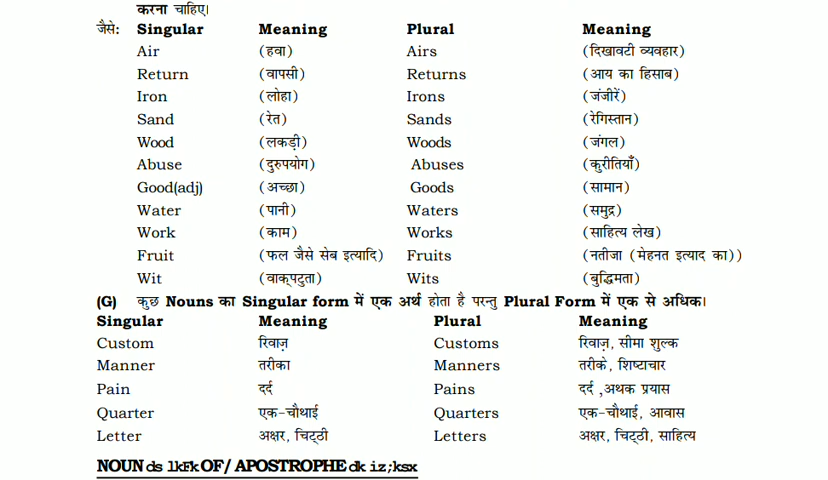 करना चाहिए।
जैसे: Singular Meaning Plural Meaning
Air (हवा) Airs (दिखावटी व्यवहार)
Return (वापसी) Returns (आय का हिसाब)
Iron (लोहा) Irons (जंजीरें)
Sand (रेत) Sands (रेगिस्तान)
Wood (लकड़ी) Woods (जंगल)
Abuse (दुरुपयोग) Abuses (कुरीतियाँ)
Good(adj) (अच्छा) Goods (सामान)
Water (पानी) Waters (समुद्र)
Work (काम) Works (साहित्य लेख)
Fruit (फल जैसे सेब इत्यादि) Fruits (नतीजा (मेहनत इत्याद का))
Wit (वाक्पटुता) Wits (बुद्धिमता)
(G) कुछ Nouns का Singular form में एक अर्थ होता है परन्तु Plural Form में एक से अधिक।
Singular Meaning Plural Meaning
Custom रिवाज़ Customs रिवाज़, सीमा शुल्क
Manner तरीका Manners तरीके, शिष्टाचार
Pain दर्द Pains दर्द ,अथक प्रयास
Quarter एक-चौथाई Quarters एक-चौथाई, आवास
Letter अक्षर, चिट्ठी Letters अक्षर, चिट्ठी, साहित्य
NOUN ds lkFk OF/ APOSTROPHE dk iz;ksx